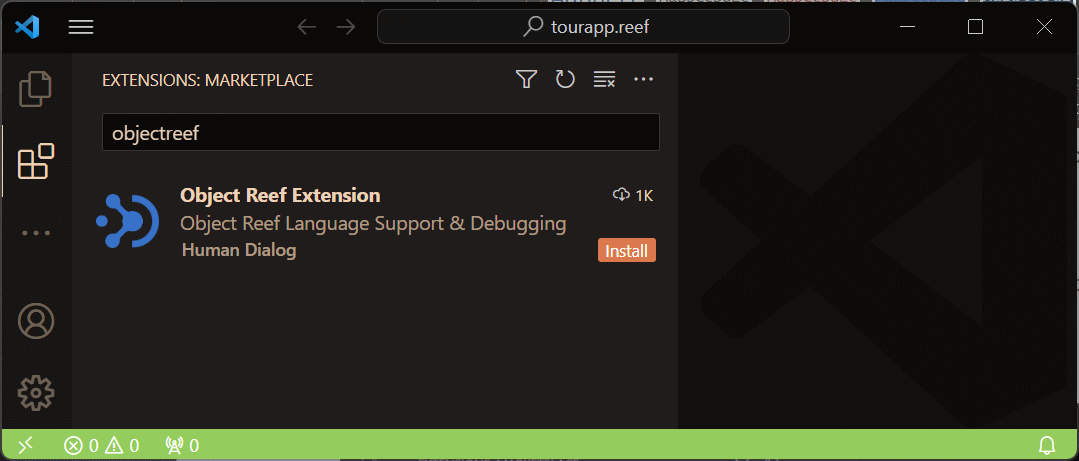 tourapp.reef
EXTENSIONS: MARKETPLACE
objectreef
Object Reef Extension
1K
Object Reef Language Support & Debugging
Human Dialog
Install
0 0 0